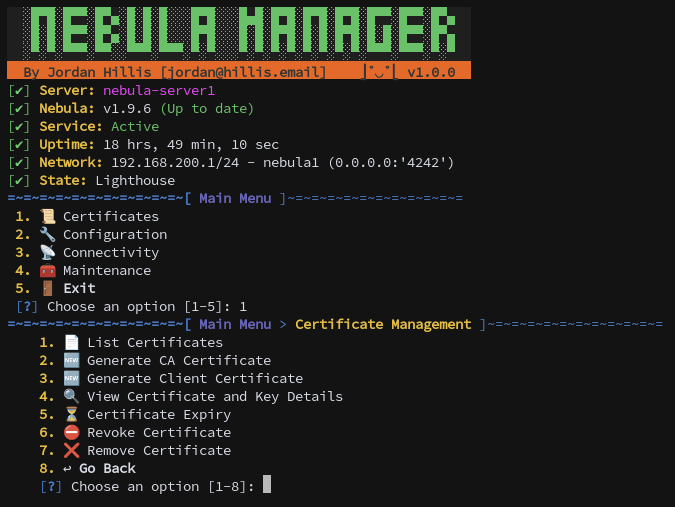 NEBULA MANAGER
By Jordan Hillis [jordan@hillis.email] |˚◡˚| v1.0.0
[✔] Server: nebula-server1
[✔] Nebula: v1.9.6 (Up to date)
[✔] Service: Active
[✔] Uptime: 18 hrs, 49 min, 10 sec
[✔] Network: 192.168.200.1/24 - nebula1 (0.0.0.0:'4242')
[✔] State: Lighthouse
=~=~=~=~=~=~=~=~=~=~=~[ Main Menu ]~=~=~=~=~=~=~=~=~=~=~=
1. 📜 Certificates
2. 🔧 Configuration
3. 📡 Connectivity
4. 🧰 Maintenance
5. 🚪 Exit
[?] Choose an option [1-5]: 1
=~=~=~=~=~=~=~=~=~=~=~[ Main Menu > Certificate Management ]~=~=~=~=~=~=~=~=~=~=~=
1. 📄 List Certificates
2. 🆕 Generate CA Certificate
3. 🆕 Generate Client Certificate
4. 🔍 View Certificate and Key Details
5. ⏳ Certificate Expiry
6. ⛔ Revoke Certificate
7. ❌ Remove Certificate
8. ↩ Go Back
[?] Choose an option [1-8]: